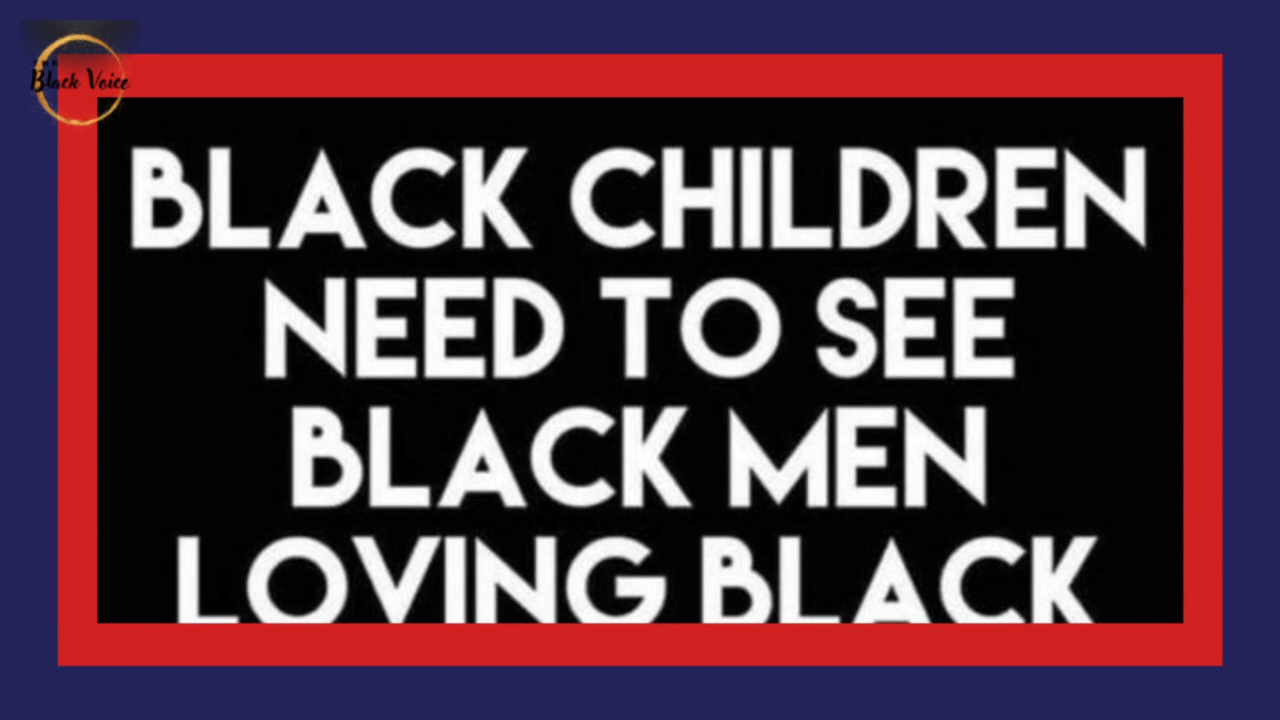 Black Voice
BLACK CHILDREN
NEED TO SEE
BLACK MEN
LOVING BLACK